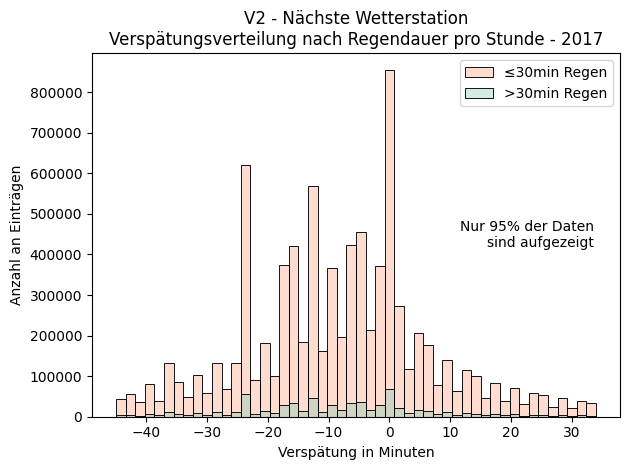 V2 - Nächste Wetterstation
Verspätungsverteilung nach Regendauer pro Stunde - 2017
≤30min Regen
>30min Regen
Nur 95% der Daten
sind aufgezeigt
Anzahl an Einträgen
800000
700000
600000
500000
400000
300000
200000
100000
0
−40 −30 −20 −10 0 10 20 30
Verspätung in Minuten